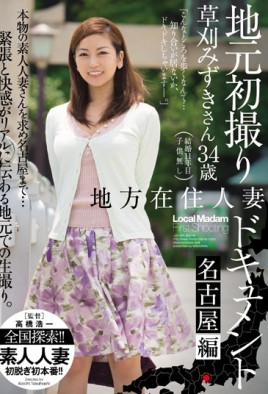 地元初撮り
ドキュメント
地方在住人妻
名古屋編
草刈みずきさん34歳
(結婚11年目 子供無し)
本物の素人人妻さんを求め名古屋まで…
緊張と快感がリアルに伝わる地元での生撮り。
Local Madam
First Shooting
[監督]
高橋浩一
全国探索!!
素人人妻
初脱ぎ初本番!!